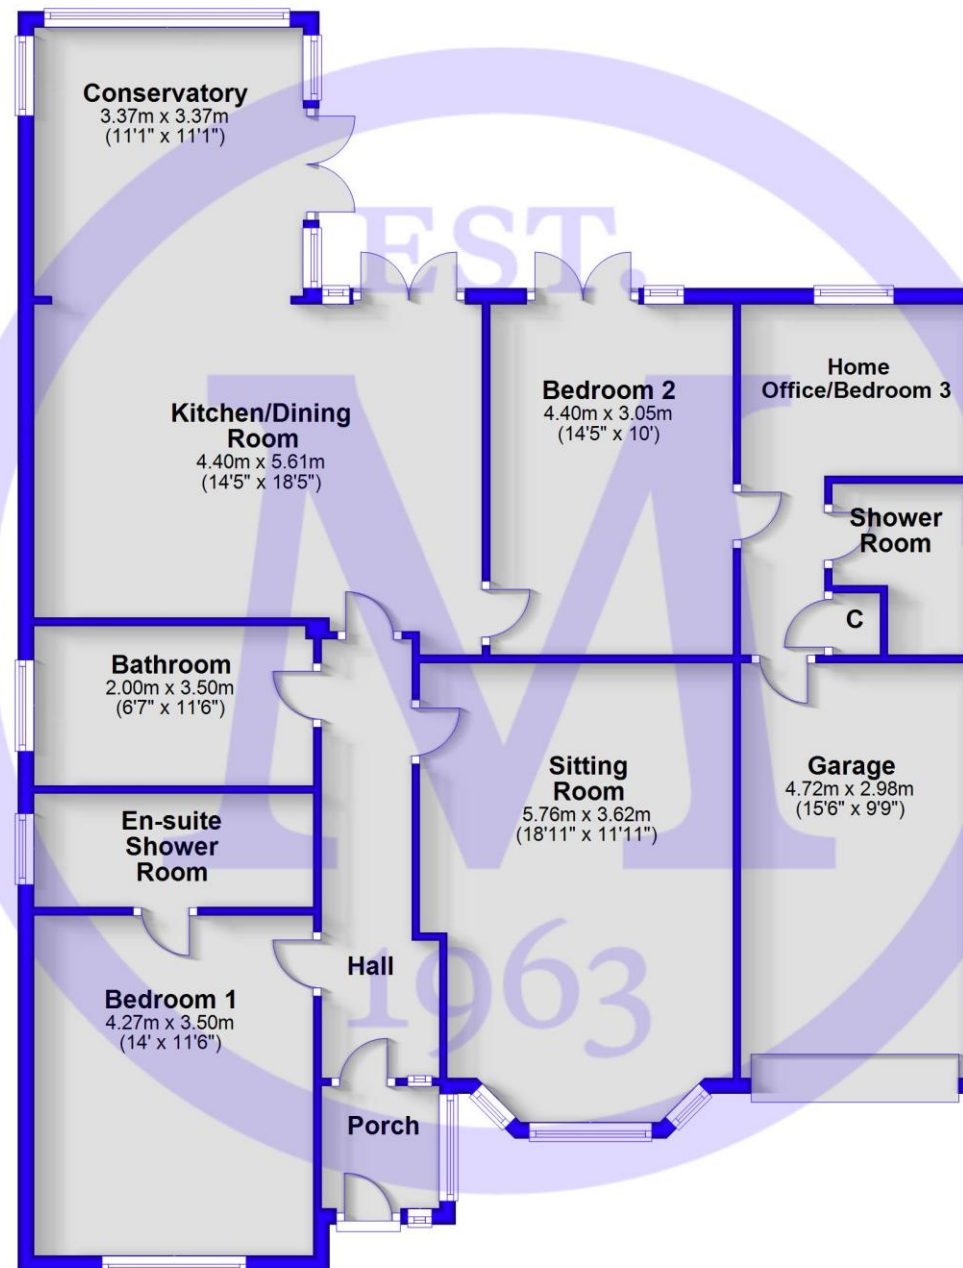 Conservatory
3.37m x 3.37m
(11'1" x 11'1")
EST.
Kitchen/Dining
Room
4.40m x 5.61m
(14'5" x 18'5")
Bedroom 2
4.40m x 3.05m
(14'5" x 10')
Home
Office/Bedroom 3
Shower
Room
C
M
Bathroom
2.00m x 3.50m
(6'7" x 11'6")
Sitting
Room
5.76m x 3.62m
(18'11" x 11'11")
Garage
4.72m x 2.98m
(15'6" x 9'9")
En-suite
Shower
Room
Hall
1963
Bedroom 1
4.27m x 3.50m
(14' x 11'6")
Porch